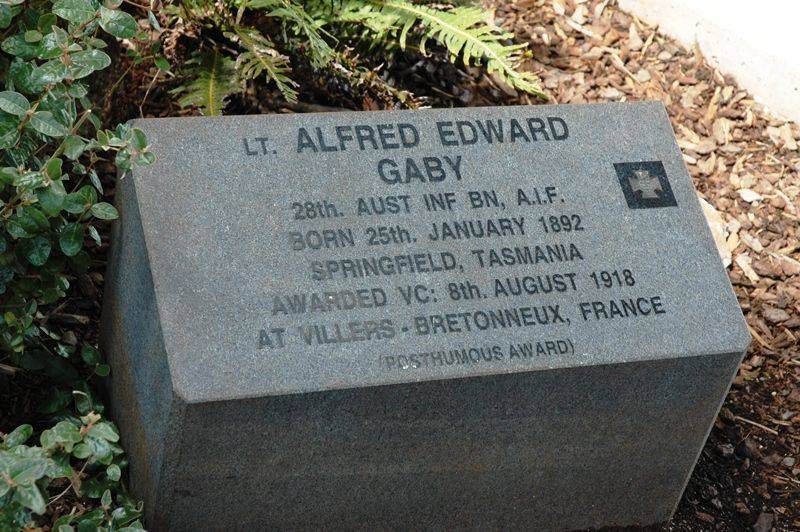 LT. ALFRED EDWARD
GABY
28th. AUST INF BN, A.I.F.
BORN 25th. JANUARY 1892
SPRINGFIELD, TASMANIA
AWARDED VC: 8th. AUGUST 1918
AT VILLERS - BRETONNEUX, FRANCE
(POSTHUMOUS AWARD)